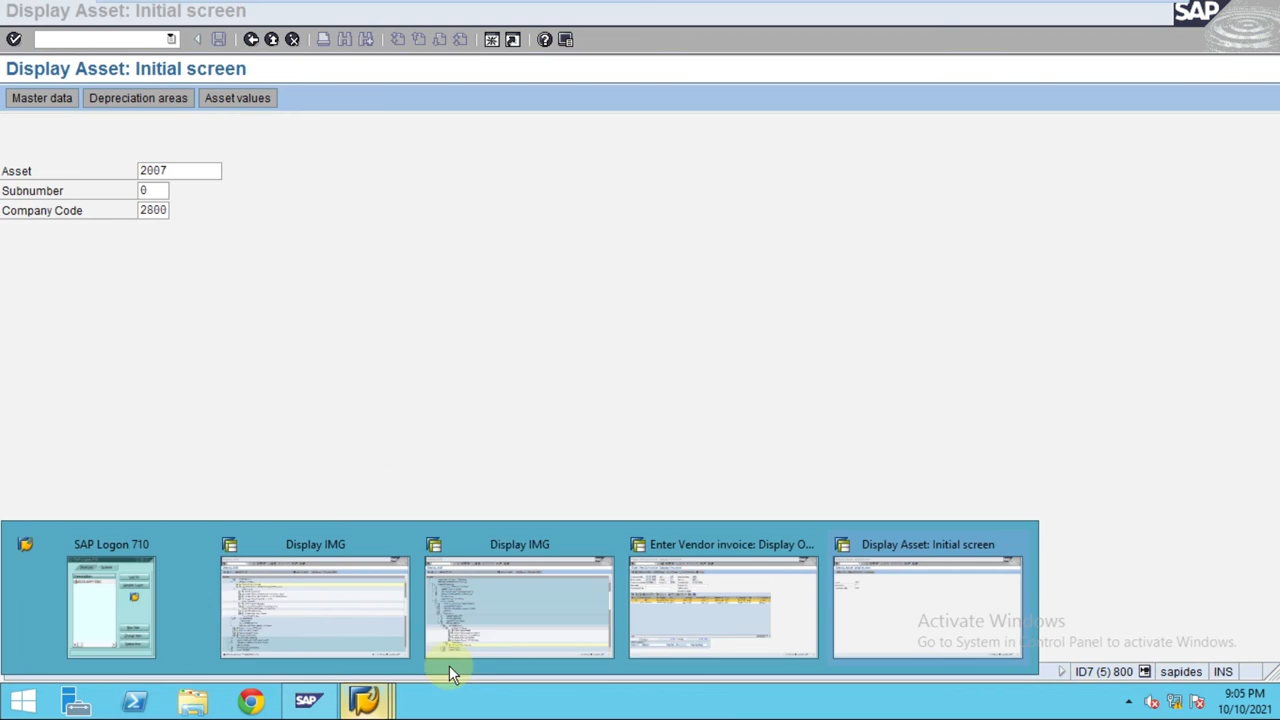 Display Asset: Initial screen
SAP
Display Asset: Initial screen
Master data Depreciation areas Asset values
Asset 2007
Subnumber 0
Company Code 2800
SAP Logon 710 Display IMG Display IMG Enter Vendor invoice: Display O... Display Asset: Initial screen
Activate Windows
Go to System in Control Panel to activate Windows.
ID7 (5) 800 sapides INS
SAP
9:05 PM
10/10/2021